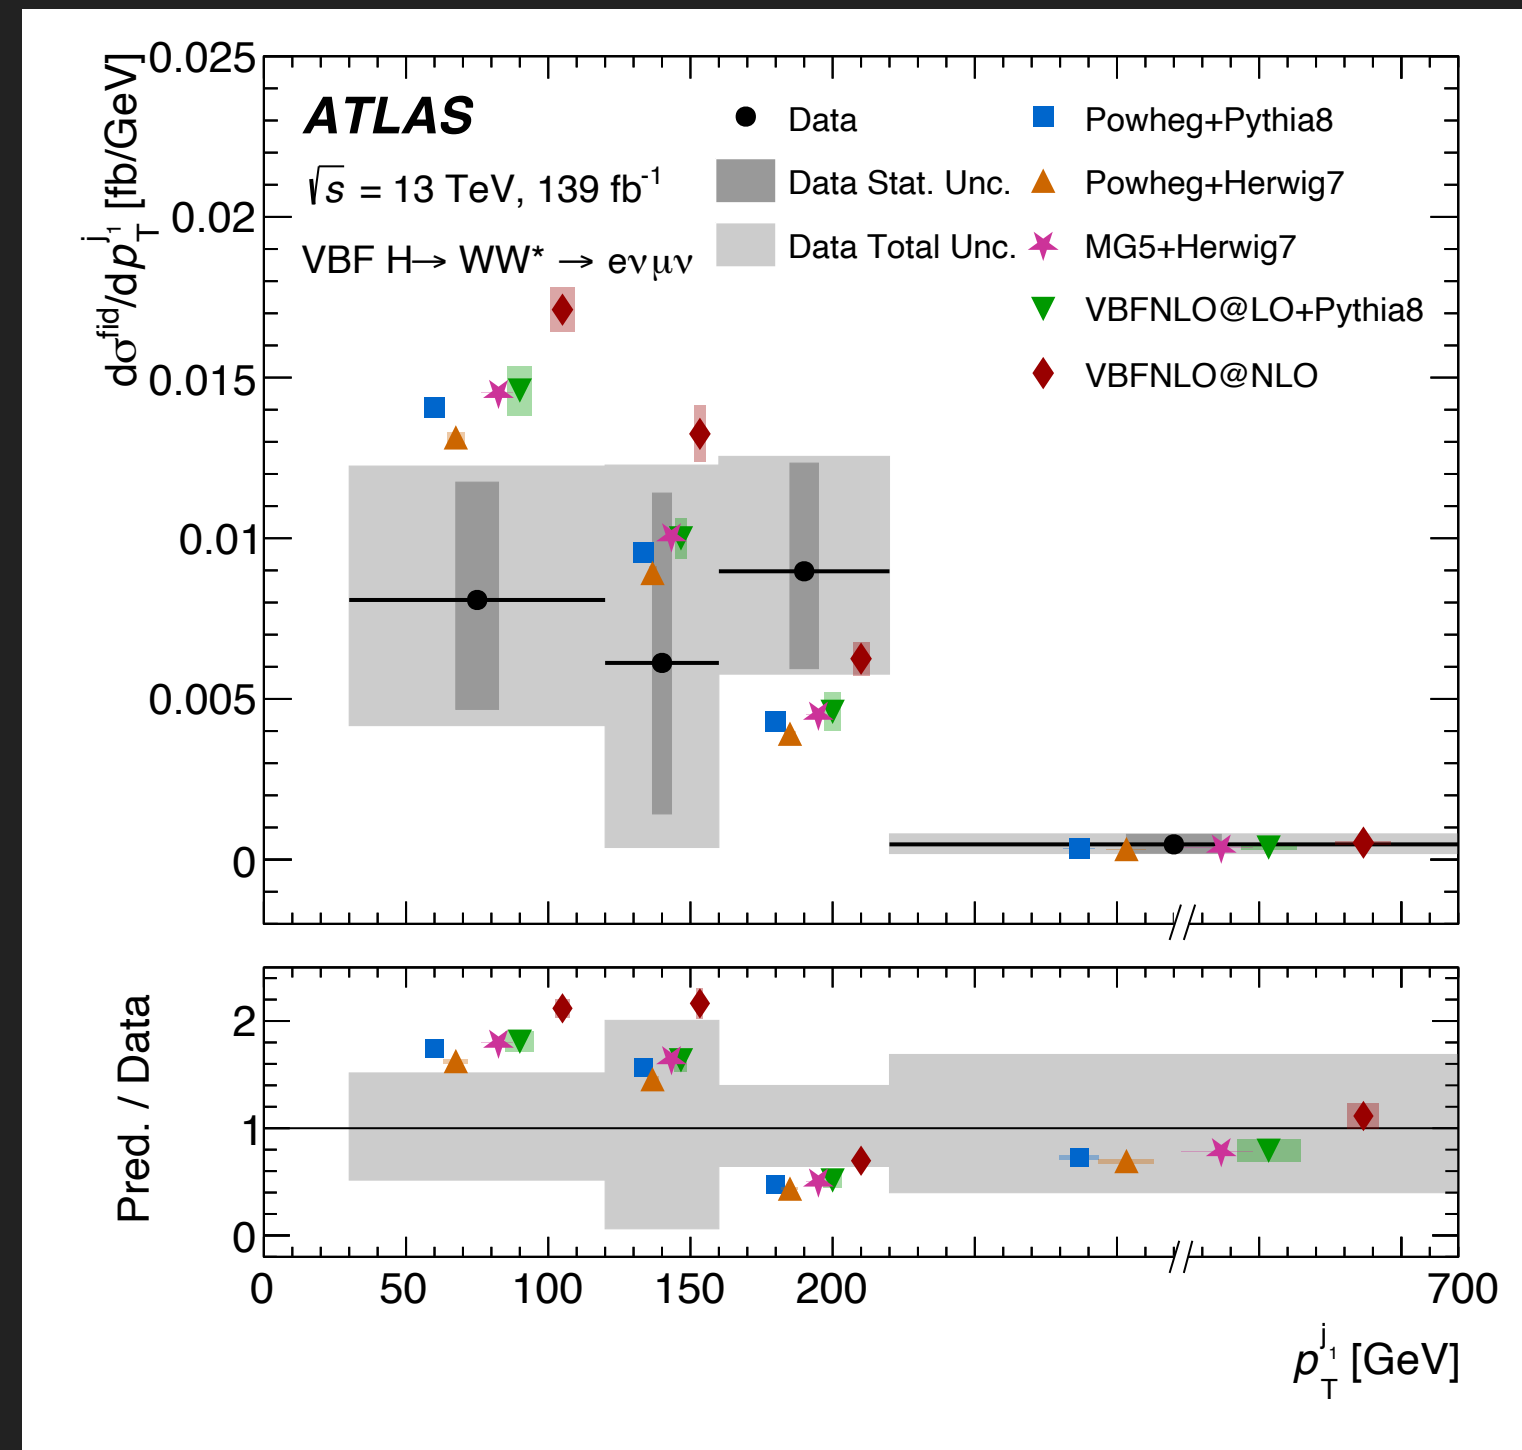 ATLAS
√s = 13 TeV, 139 fb⁻¹
VBF H→ WW* → eνμν
Data
Data Stat. Unc.
Data Total Unc.
Powheg+Pythia8
Powheg+Herwig7
MG5+Herwig7
VBFNLO@LO+Pythia8
VBFNLO@NLO
dσ^fid/dp_T^j₁ [fb/GeV]
0.025
0.02
0.015
0.01
0.005
0
Pred. / Data
2
1
0
0 50 100 150 200 700
p_T^j₁ [GeV]